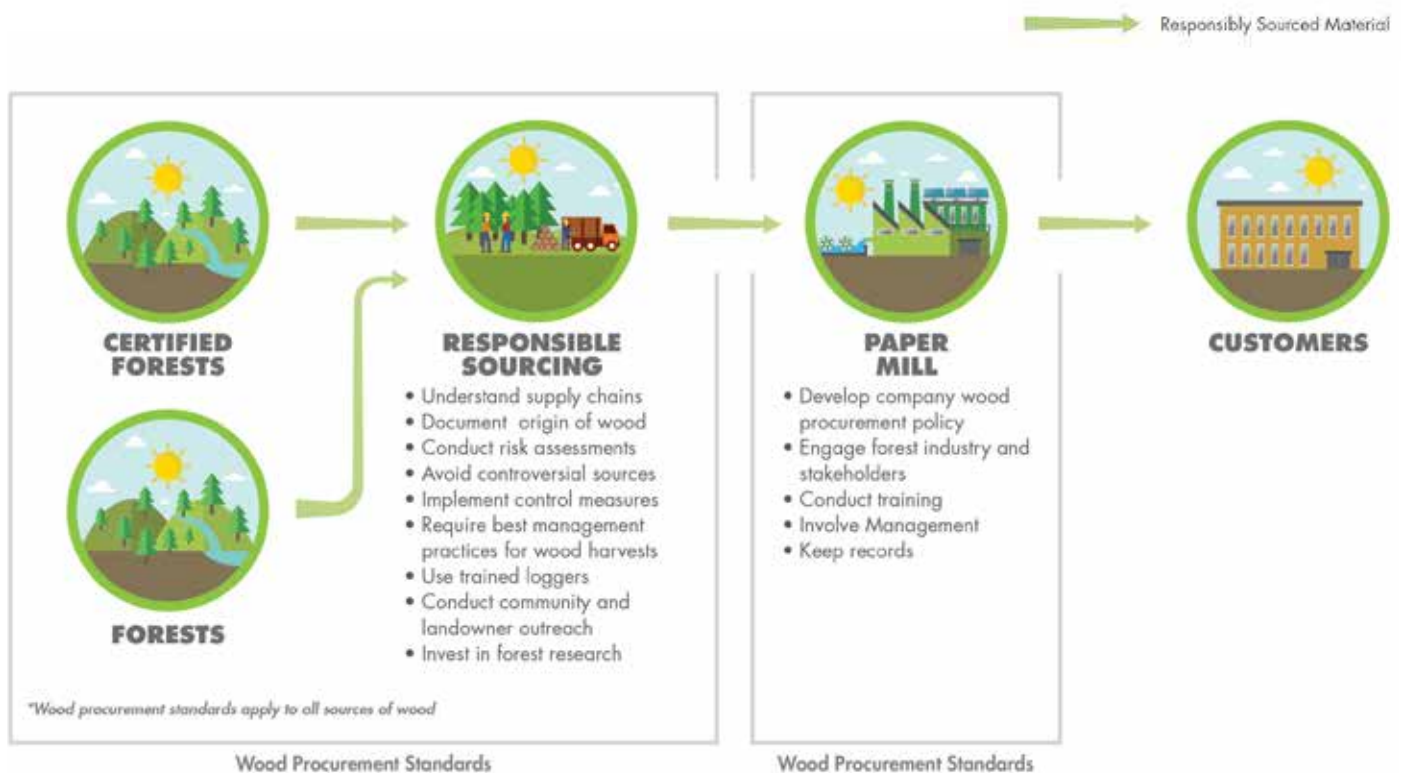 Responsibly Sourced Material
CERTIFIED
FORESTS
FORESTS
RESPONSIBLE
SOURCING
• Understand supply chains
• Document origin of wood
• Conduct risk assessments
• Avoid controversial sources
• Implement control measures
• Require best management
practices for wood harvests
• Use trained loggers
• Conduct community and
landowner outreach
• Invest in forest research
*Wood procurement standards apply to all sources of wood
Wood Procurement Standards
PAPER
MILL
• Develop company wood
procurement policy
• Engage forest industry and
stakeholders
• Conduct training
• Involve Management
• Keep records
Wood Procurement Standards
CUSTOMERS